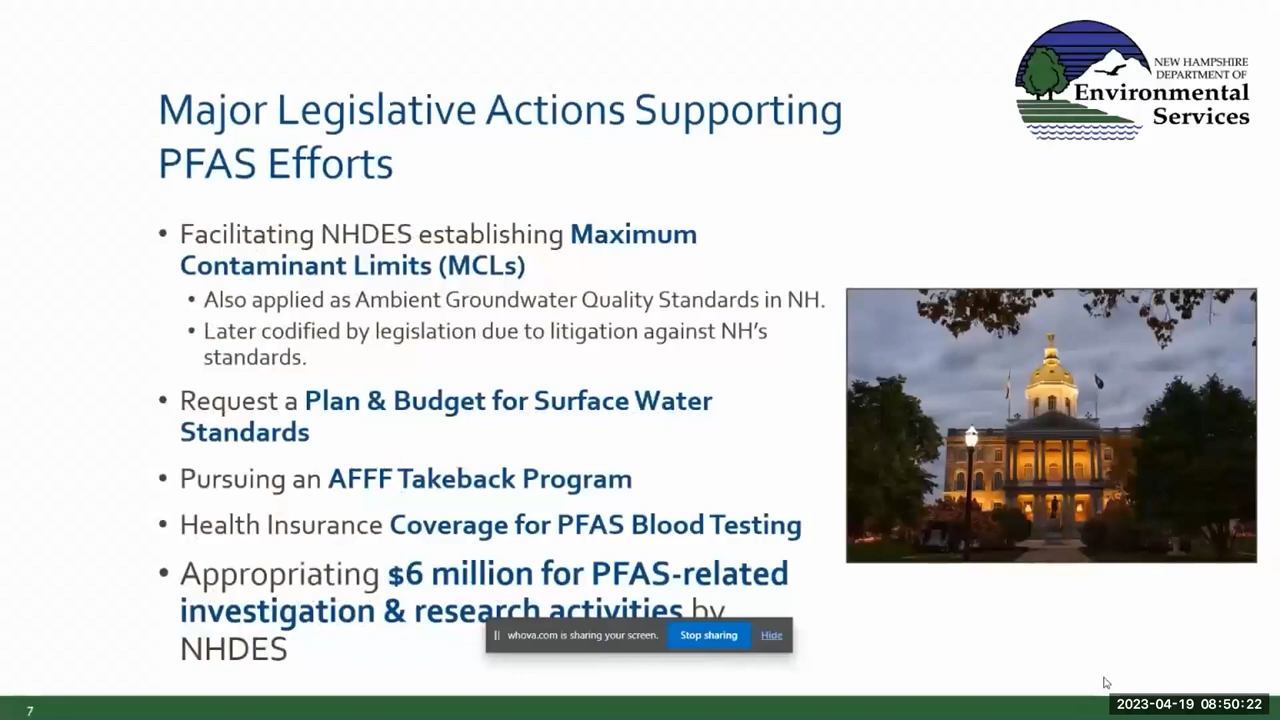 NEW HAMPSHIRE
DEPARTMENT OF
Environmental
Services
Major Legislative Actions Supporting
PFAS Efforts
• Facilitating NHDES establishing Maximum
Contaminant Limits (MCLs)
• Also applied as Ambient Groundwater Quality Standards in NH.
• Later codified by legislation due to litigation against NH's
standards.
• Request a Plan & Budget for Surface Water
Standards
• Pursuing an AFFF Takeback Program
• Health Insurance Coverage for PFAS Blood Testing
• Appropriating $6 million for PFAS-related
investigation & research activities by
NHDES
whova.com is sharing your screen. Stop sharing Hide
7
2023-04-19 08:50:22